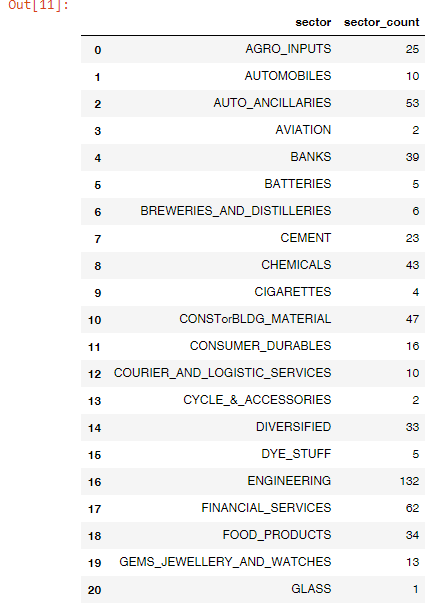 Out[11]:
sector sector_count
0 AGRO_INPUTS 25
1 AUTOMOBILES 10
2 AUTO_ANCILLARIES 53
3 AVIATION 2
4 BANKS 39
5 BATTERIES 5
6 BREWERIES_AND_DISTILLERIES 6
7 CEMENT 23
8 CHEMICALS 43
9 CIGARETTES 4
10 CONSTorBLDG_MATERIAL 47
11 CONSUMER_DURABLES 16
12 COURIER_AND_LOGISTIC_SERVICES 10
13 CYCLE_&_ACCESSORIES 2
14 DIVERSIFIED 33
15 DYE_STUFF 5
16 ENGINEERING 132
17 FINANCIAL_SERVICES 62
18 FOOD_PRODUCTS 34
19 GEMS_JEWELLERY_AND_WATCHES 13
20 GLASS 1